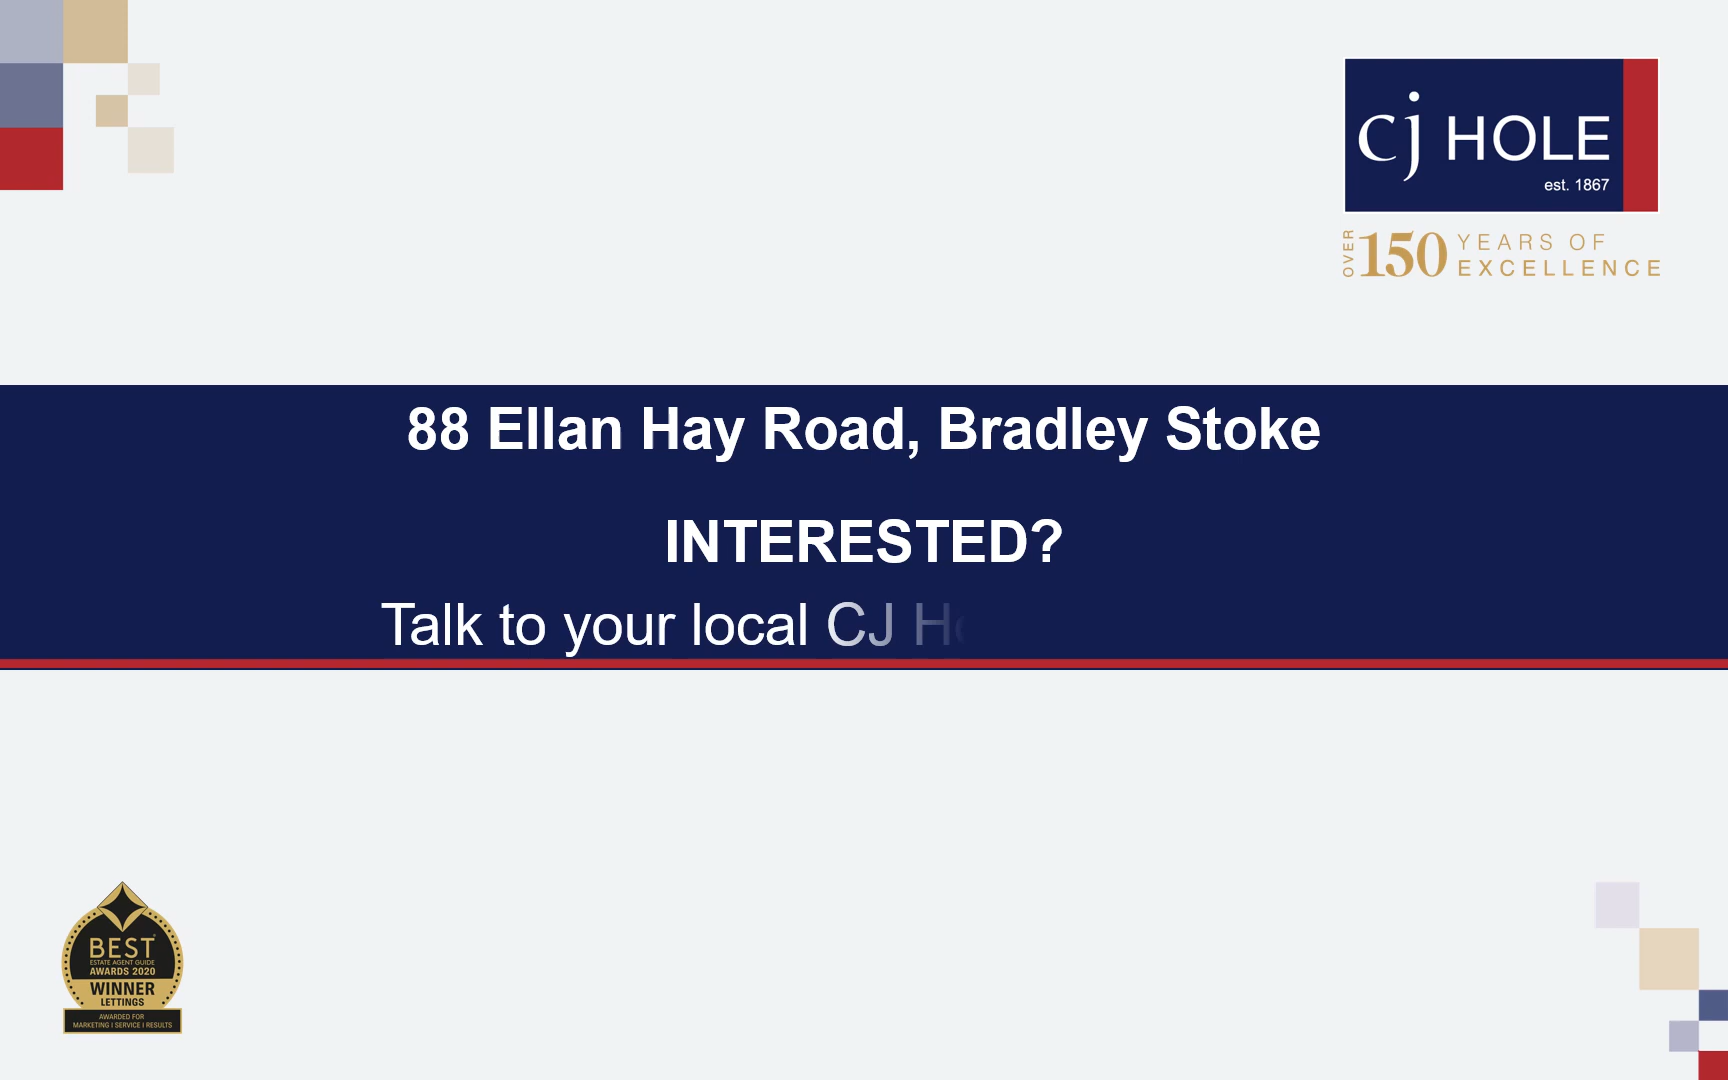 cj HOLE
est. 1867
OVER 150 YEARS OF
EXCELLENCE
88 Ellan Hay Road, Bradley Stoke
INTERESTED?
Talk to your local CJ H
BEST
ESTATE AGENT GUIDE
AWARDS 2020
WINNER
LETTINGS
AWARDED FOR
MARKETING I SERVICE I RESULTS